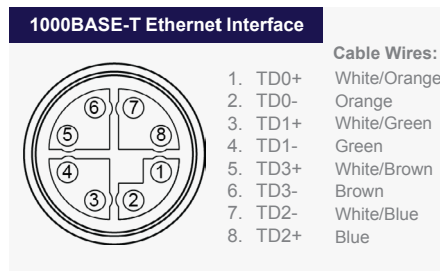 1000BASE-T Ethernet Interface
Cable Wires:
1. TD0+ White/Orange
2. TD0- Orange
3. TD1+ White/Green
4. TD1- Green
5. TD3+ White/Brown
6. TD3- Brown
7. TD2- White/Blue
8. TD2+ Blue
6 7
5 8
4 1
3 2